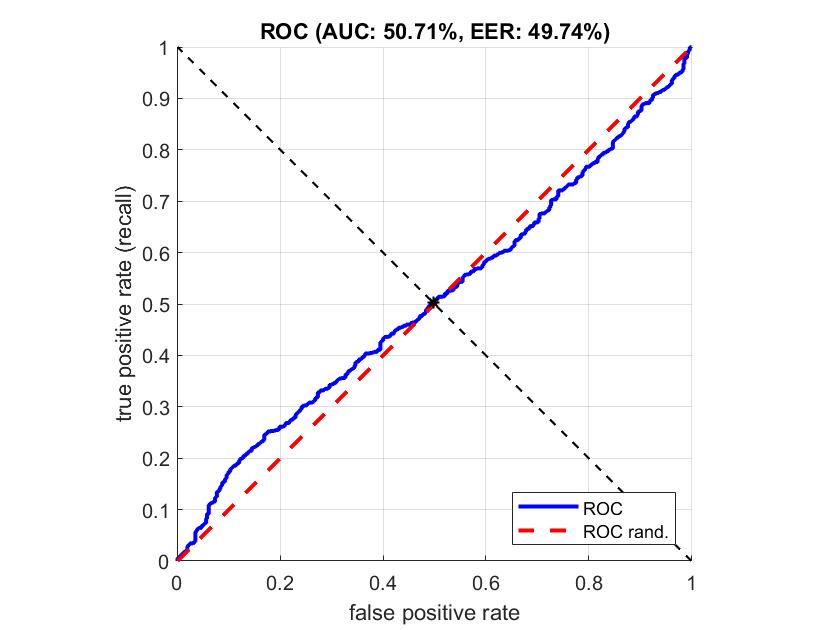 ROC (AUC: 50.71%, EER: 49.74%)
1
0.9
0.8
0.7
0.6
0.5
0.4
0.3
0.2
0.1
0
true positive rate (recall)
ROC
ROC rand.
0 0.2 0.4 0.6 0.8 1
false positive rate